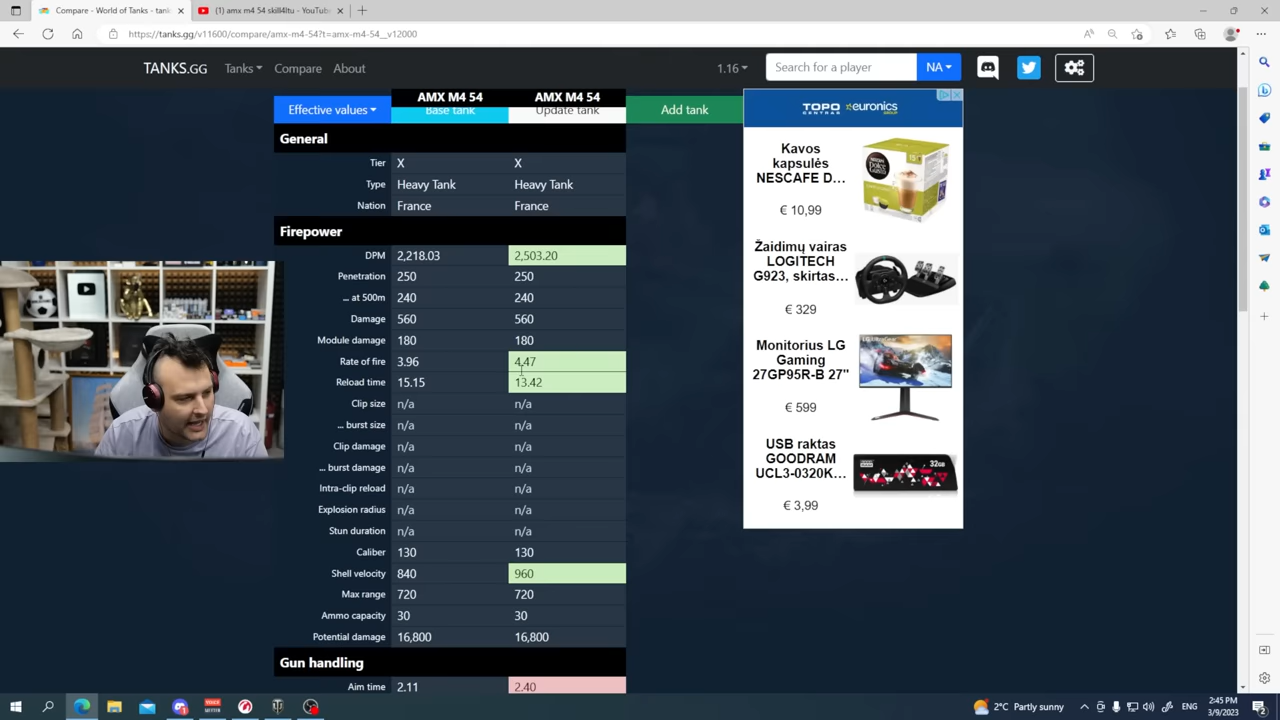 Compare - World of Tanks - tank
(1) amx m4 54 skill4ltu - YouTube
https://tanks.gg/v11600/compare/amx-m4-54?t=amx-m4-54__v12000
TANKS.GG
Tanks
Compare
About
1.16
Search for a player
NA
Effective values
AMX M4 54
Base tank
AMX M4 54
Update tank
Add tank
General
Tier X X
Type Heavy Tank Heavy Tank
Nation France France
Firepower
DPM 2,218.03 2,503.20
Penetration 250 250
... at 500m 240 240
Damage 560 560
Module damage 180 180
Rate of fire 3.96 4.47
Reload time 15.15 13.42
Clip size n/a n/a
... burst size n/a n/a
Clip damage n/a n/a
... burst damage n/a n/a
Intra-clip reload n/a n/a
Explosion radius n/a n/a
Stun duration n/a n/a
Caliber 130 130
Shell velocity 840 960
Max range 720 720
Ammo capacity 30 30
Potential damage 16,800 16,800
Gun handling
Aim time 2.11 2.40
TOPO CENTRAS euronics
Kavos
kapsulės
NESCAFE D...
€ 10,99
Žaidimų vairas
LOGITECH
G923, skirtas...
€ 329
Monitorius LG
Gaming
27GP95R-B 27"
€ 599
USB raktas
GOODRAM
UCL3-0320K...
€ 3,99
32GB
2°C Partly sunny
ENG
2:45 PM
3/9/2023